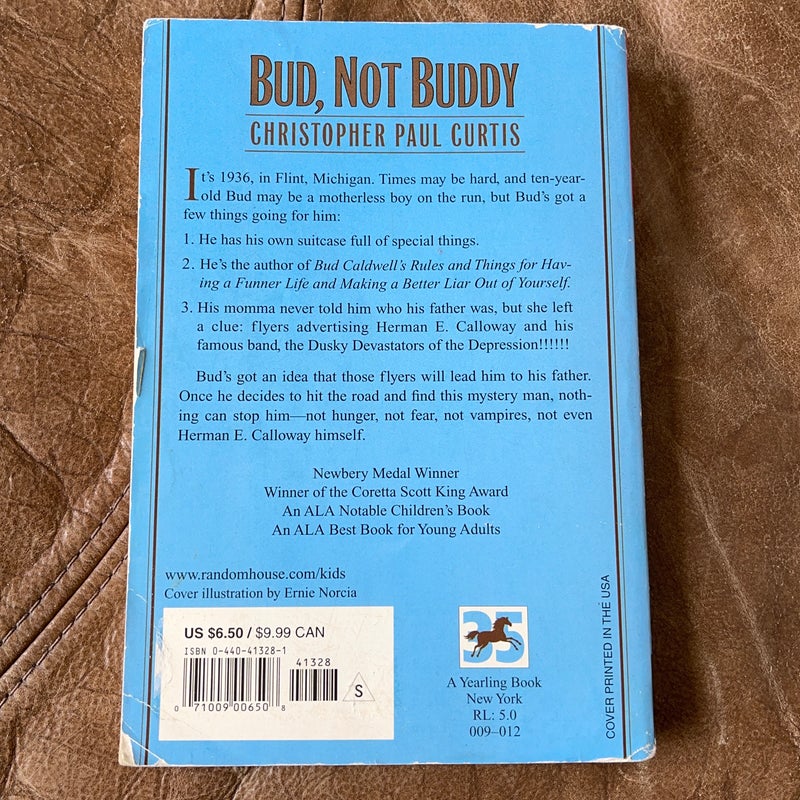 BUD, NOT BUDDY
CHRISTOPHER PAUL CURTIS
It's 1936, in Flint, Michigan. Times may be hard, and ten-year-
old Bud may be a motherless boy on the run, but Bud's got a
few things going for him:
1. He has his own suitcase full of special things.
2. He's the author of Bud Caldwell's Rules and Things for Hav-
ing a Funner Life and Making a Better Liar Out of Yourself.
3. His momma never told him who his father was, but she left
a clue: flyers advertising Herman E. Calloway and his
famous band, the Dusky Devastators of the Depression!!!!!!
Bud's got an idea that those flyers will lead him to his father.
Once he decides to hit the road and find this mystery man, noth-
ing can stop him—not hunger, not fear, not vampires, not even
Herman E. Calloway himself.
Newbery Medal Winner
Winner of the Coretta Scott King Award
An ALA Notable Children's Book
An ALA Best Book for Young Adults
www.randomhouse.com/kids
Cover illustration by Ernie Norcia
US $6.50 / $9.99 CAN
ISBN 0-440-41328-1
41328
S
0 71009 00650 8
35
A Yearling Book
New York
RL: 5.0
009–012
COVER PRINTED IN THE USA